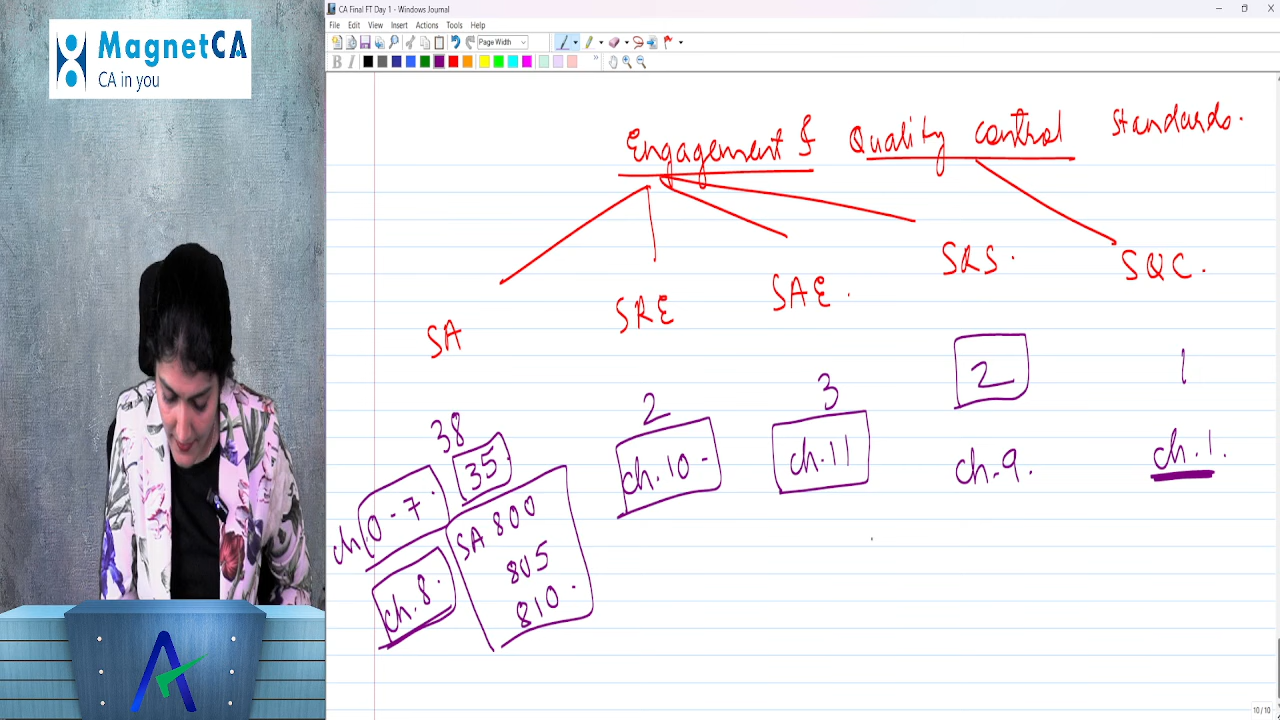 MagnetCA
CA in you
CA Final FT Day 1 - Windows Journal
File Edit View Insert Actions Tools Help
Page Width
B I
Engagement & Quality control Standards.
SA SRE SAE. SRS. SQC.
38 2 3 2 1
35 ch. 10 - ch. 11 ch. 9. ch. 1.
ch 0 - 7.
ch. 8.
SA 800
805
810.
10 / 10